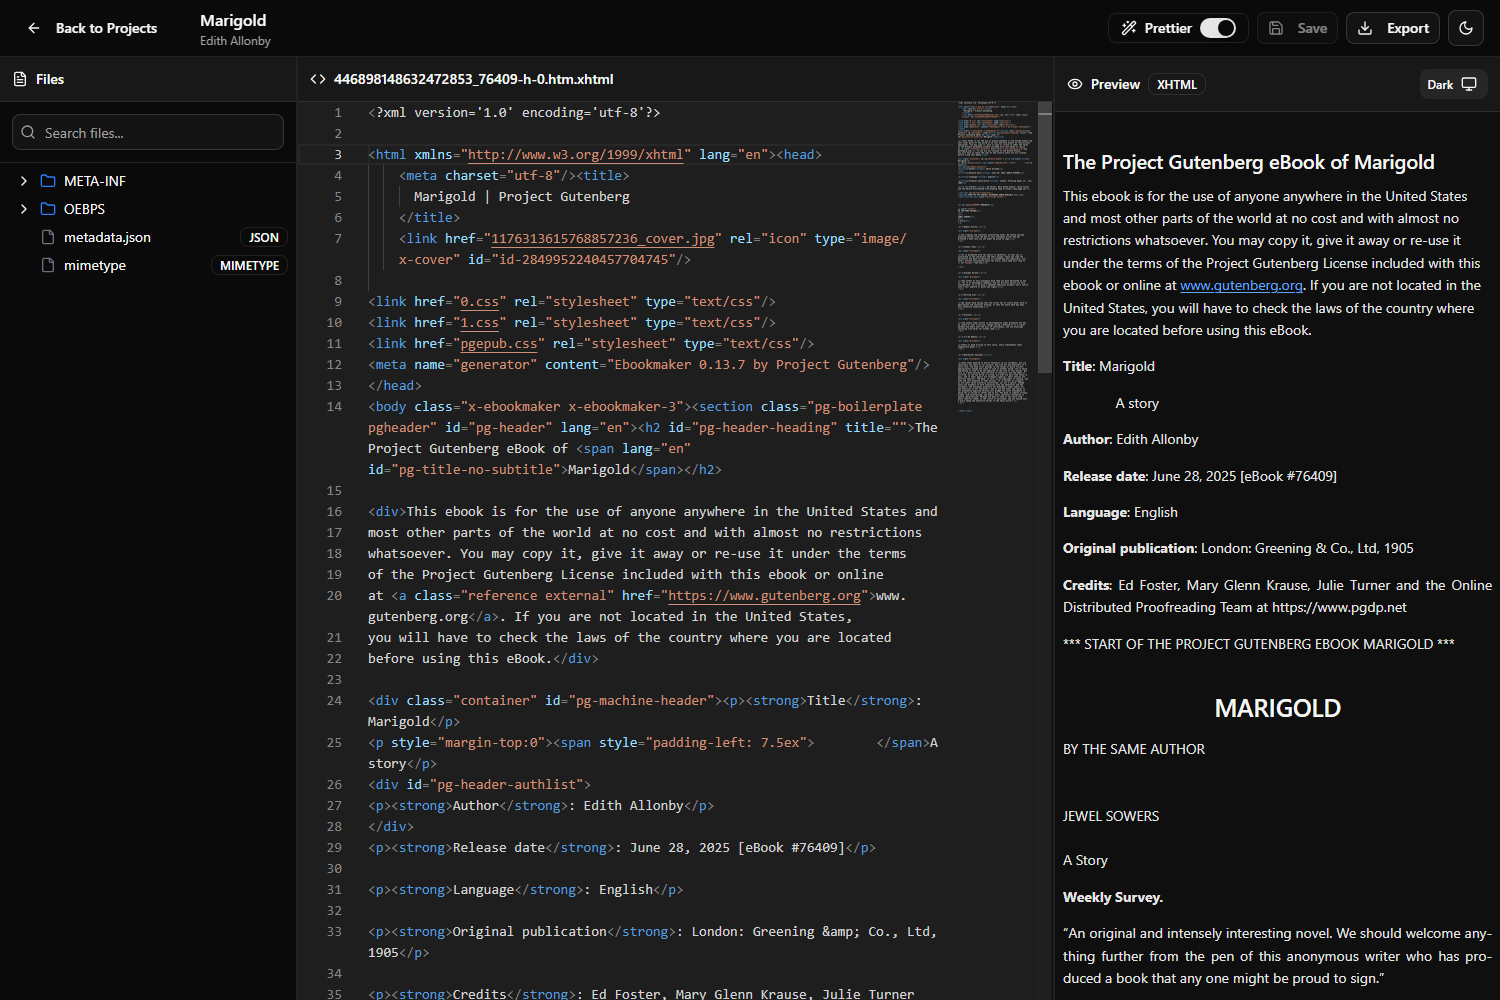 Back to Projects
Marigold
Edith Allonby
Prettier
Save
Export
Files
Search files...
META-INF
OEBPS
metadata.json
JSON
mimetype
MIMETYPE
446898148632472853_76409-h-0.htm.xhtml
1 <?xml version='1.0' encoding='utf-8'?>
2
3 <html xmlns="http://www.w3.org/1999/xhtml" lang="en"><head>
4 <meta charset="utf-8"/><title>
5 Marigold | Project Gutenberg
6 </title>
7 <link href="1176313615768857236_cover.jpg" rel="icon" type="image/
x-cover" id="id-2849952240457704745"/>
8
9 <link href="0.css" rel="stylesheet" type="text/css"/>
10 <link href="1.css" rel="stylesheet" type="text/css"/>
11 <link href="pgepub.css" rel="stylesheet" type="text/css"/>
12 <meta name="generator" content="Ebookmaker 0.13.7 by Project Gutenberg"/>
13 </head>
14 <body class="x-ebookmaker x-ebookmaker-3"><section class="pg-boilerplate
pgheader" id="pg-header" lang="en"><h2 id="pg-header-heading" title="">The
Project Gutenberg eBook of <span lang="en"
id="pg-title-no-subtitle">Marigold</span></h2>
15
16 <div>This ebook is for the use of anyone anywhere in the United States and
17 most other parts of the world at no cost and with almost no restrictions
18 whatsoever. You may copy it, give it away or re-use it under the terms
19 of the Project Gutenberg License included with this ebook or online
20 at <a class="reference external" href="https://www.gutenberg.org">www.
gutenberg.org</a>. If you are not located in the United States,
21 you will have to check the laws of the country where you are located
22 before using this eBook.</div>
23
24 <div class="container" id="pg-machine-header"><p><strong>Title</strong>:
Marigold</p>
25 <p style="margin-top:0"><span style="padding-left: 7.5ex">        </span>A
story</p>
26 <div id="pg-header-authlist">
27 <p><strong>Author</strong>: Edith Allonby</p>
28 </div>
29 <p><strong>Release date</strong>: June 28, 2025 [eBook #76409]</p>
30
31 <p><strong>Language</strong>: English</p>
32
33 <p><strong>Original publication</strong>: London: Greening &amp; Co., Ltd,
1905</p>
34
35 <p><strong>Credits</strong>: Ed Foster, Mary Glenn Krause, Julie Turner
Preview
XHTML
Dark
The Project Gutenberg eBook of Marigold
This ebook is for the use of anyone anywhere in the United States
and most other parts of the world at no cost and with almost no
restrictions whatsoever. You may copy it, give it away or re-use it
under the terms of the Project Gutenberg License included with this
ebook or online at www.gutenberg.org. If you are not located in the
United States, you will have to check the laws of the country where
you are located before using this eBook.
Title: Marigold
A story
Author: Edith Allonby
Release date: June 28, 2025 [eBook #76409]
Language: English
Original publication: London: Greening & Co., Ltd, 1905
Credits: Ed Foster, Mary Glenn Krause, Julie Turner and the Online
Distributed Proofreading Team at https://www.pgdp.net
*** START OF THE PROJECT GUTENBERG EBOOK MARIGOLD ***
MARIGOLD
BY THE SAME AUTHOR
JEWEL SOWERS
A Story
Weekly Survey.
“An original and intensely interesting novel. We should welcome any-
thing further from the pen of this anonymous writer who has pro-
duced a book that any one might be proud to sign.”